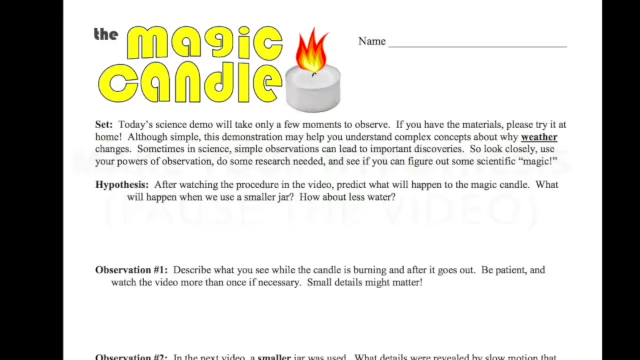 the magic candle
Name
Set: Today's science demo will take only a few moments to observe. If you have the materials, please try it at
home! Although simple, this demonstration may help you understand complex concepts about why weather
changes. Sometimes in science, simple observations can lead to important discoveries. So look closely, use
your powers of observation, do some research needed, and see if you can figure out some scientific "magic!"
Hypothesis: After watching the procedure in the video, predict what will happen to the magic candle. What
will happen when we use a smaller jar? How about less water?
(PAUSE THE VIDEO)
Observation #1: Describe what you see while the candle is burning and after it goes out. Be patient, and
watch the video more than once if necessary. Small details might matter!
Observation #2: In the next video, a smaller jar was used. What details were revealed by slow motion that